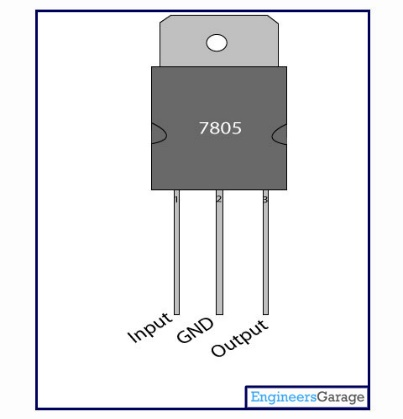 7805
1 2 3
Input GND Output
EngineersGarage